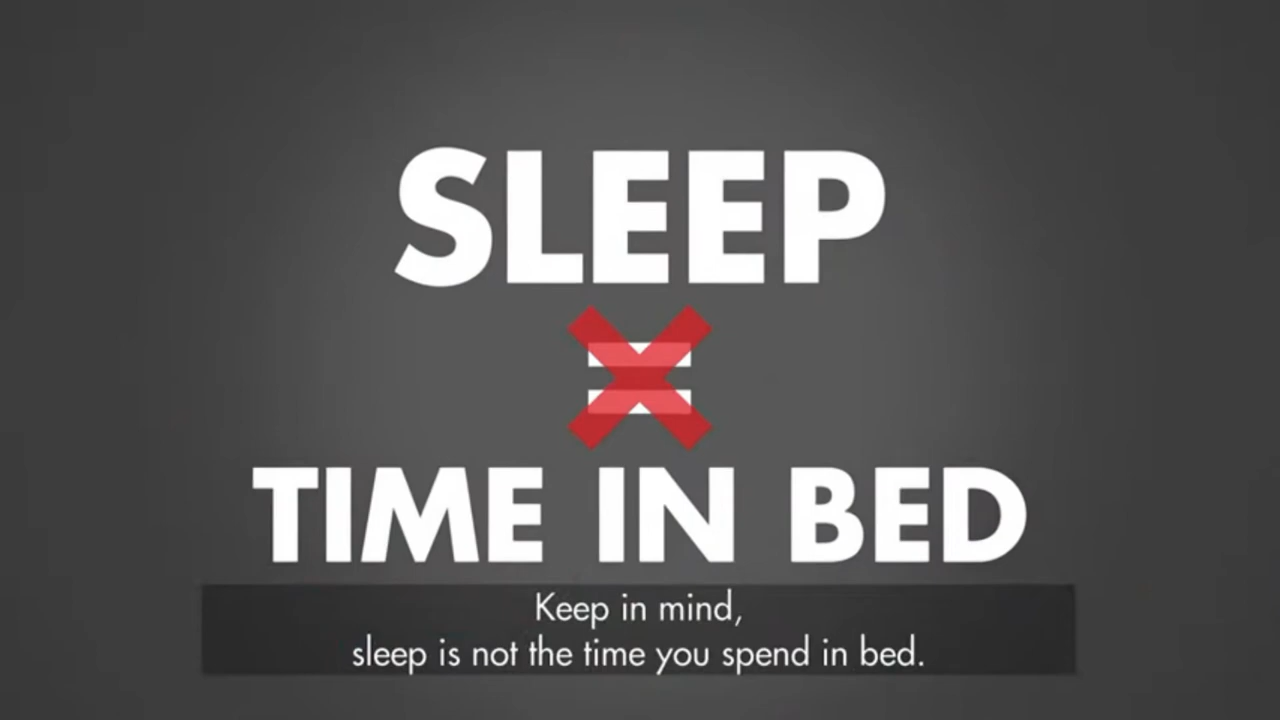 SLEEP
=
TIME IN BED
Keep in mind,
sleep is not the time you spend in bed.